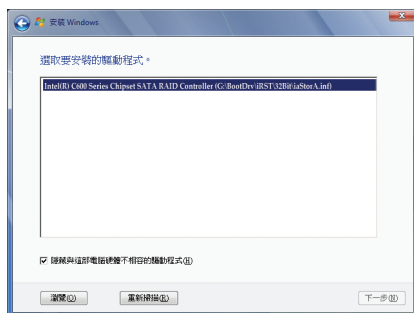 安裝 Windows
選取要安裝的驅動程式。
Intel(R) C600 Series Chipset SATA RAID Controller (G:\BootDrv\iRST\32Bit\iaStorA.inf)
隱藏與這部電腦硬體不相容的驅動程式(H)
瀏覽(O)
重新掃描(R)
下一步(N)